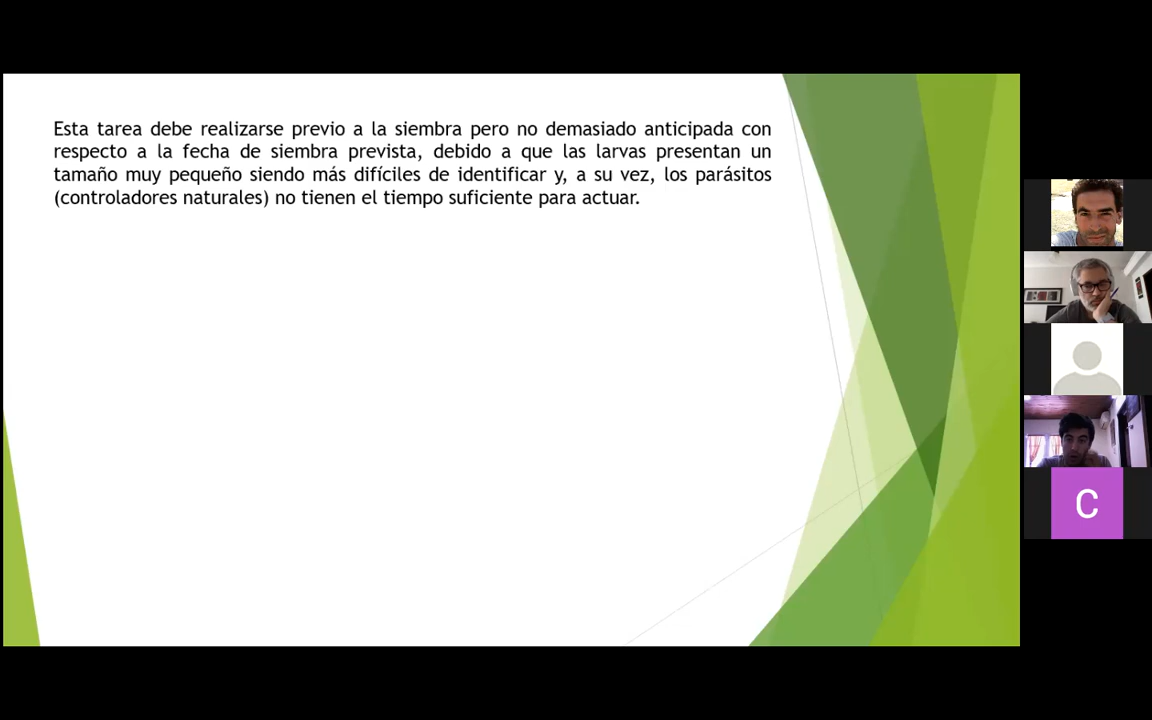 Esta tarea debe realizarse previo a la siembra pero no demasiado anticipada con
respecto a la fecha de siembra prevista, debido a que las larvas presentan un
tamaño muy pequeño siendo más difíciles de identificar y, a su vez, los parásitos
(controladores naturales) no tienen el tiempo suficiente para actuar.
C